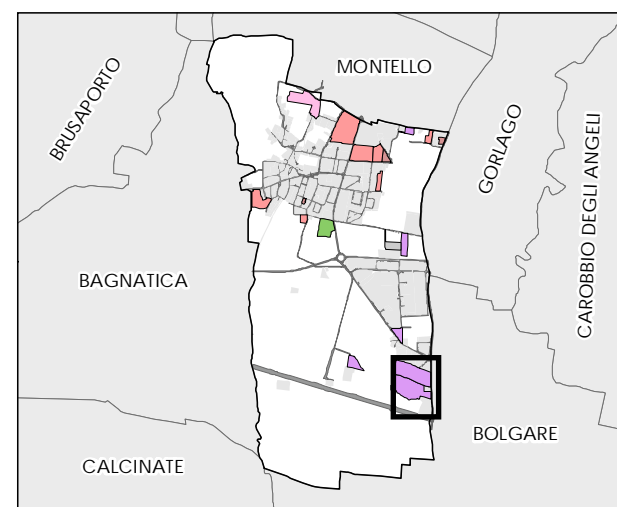 MONTELLO
BRUSAPORTO
GORLAGO
CAROBBIO DEGLI ANGELI
BAGNATICA
BOLGARE
CALCINATE